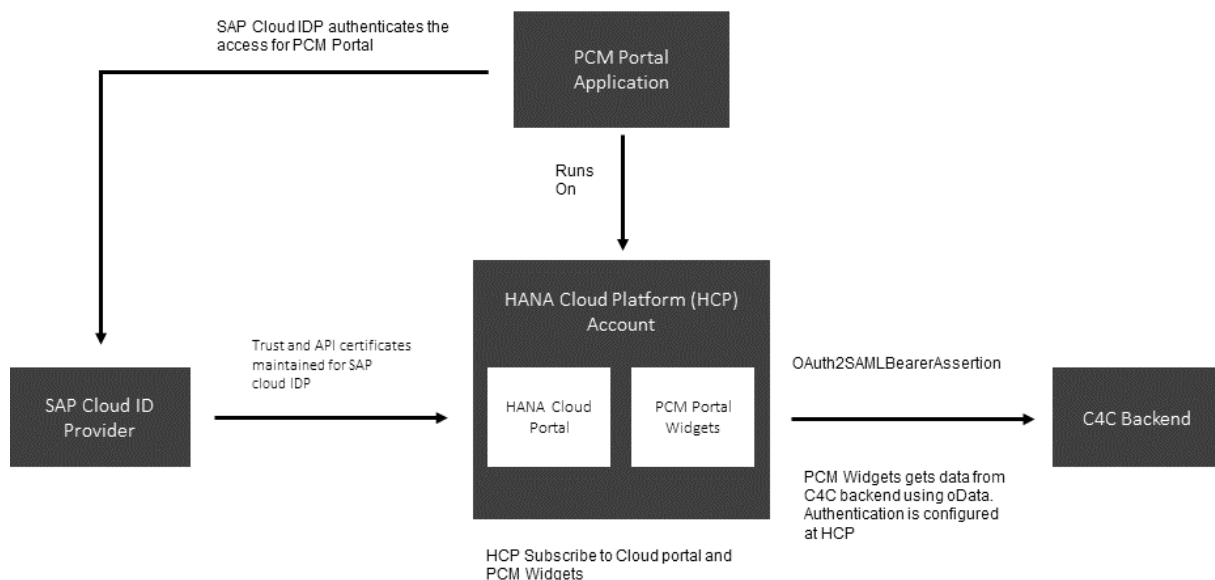 SAP Cloud IDP authenticates the
access for PCM Portal
PCM Portal
Application
Runs
On
HANA Cloud Platform (HCP)
Account
Trust and API certificates
maintained for SAP
cloud IDP
OAuth2SAMLBearerAssertion
SAP Cloud ID
Provider
HANA Cloud
Portal
PCM Portal
Widgets
C4C Backend
PCM Widgets gets data from
C4C backend using oData.
Authentication is configured
at HCP
HCP Subscribe to Cloud portal and
PCM Widgets